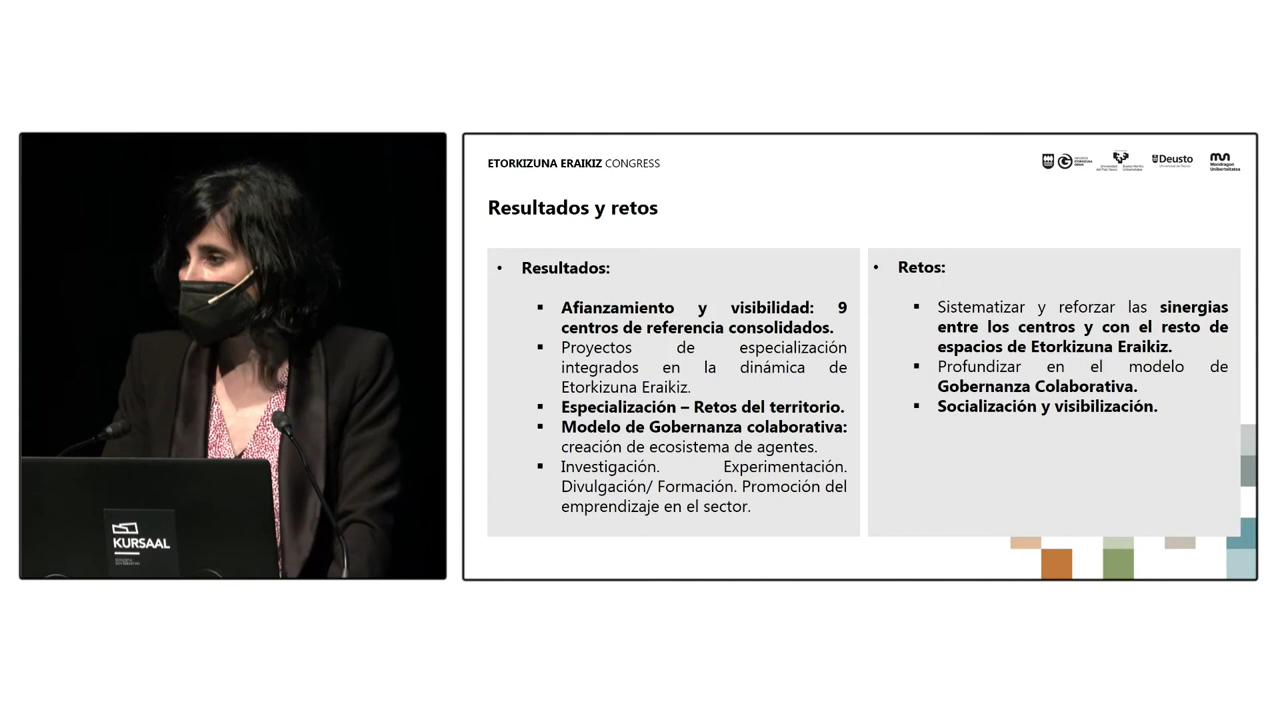 KURSAAL
ETORKIZUNA ERAIKIZ CONGRESS
Deusto
Mondragon
Unibertsitatea
Resultados y retos
• Resultados:
▪ Afianzamiento y visibilidad: 9
centros de referencia consolidados.
▪ Proyectos de especialización
integrados en la dinámica de
Etorkizuna Eraikiz.
▪ Especialización – Retos del territorio.
▪ Modelo de Gobernanza colaborativa:
creación de ecosistema de agentes.
▪ Investigación. Experimentación.
Divulgación/ Formación. Promoción del
emprendizaje en el sector.
• Retos:
▪ Sistematizar y reforzar las sinergias
entre los centros y con el resto de
espacios de Etorkizuna Eraikiz.
▪ Profundizar en el modelo de
Gobernanza Colaborativa.
▪ Socialización y visibilización.